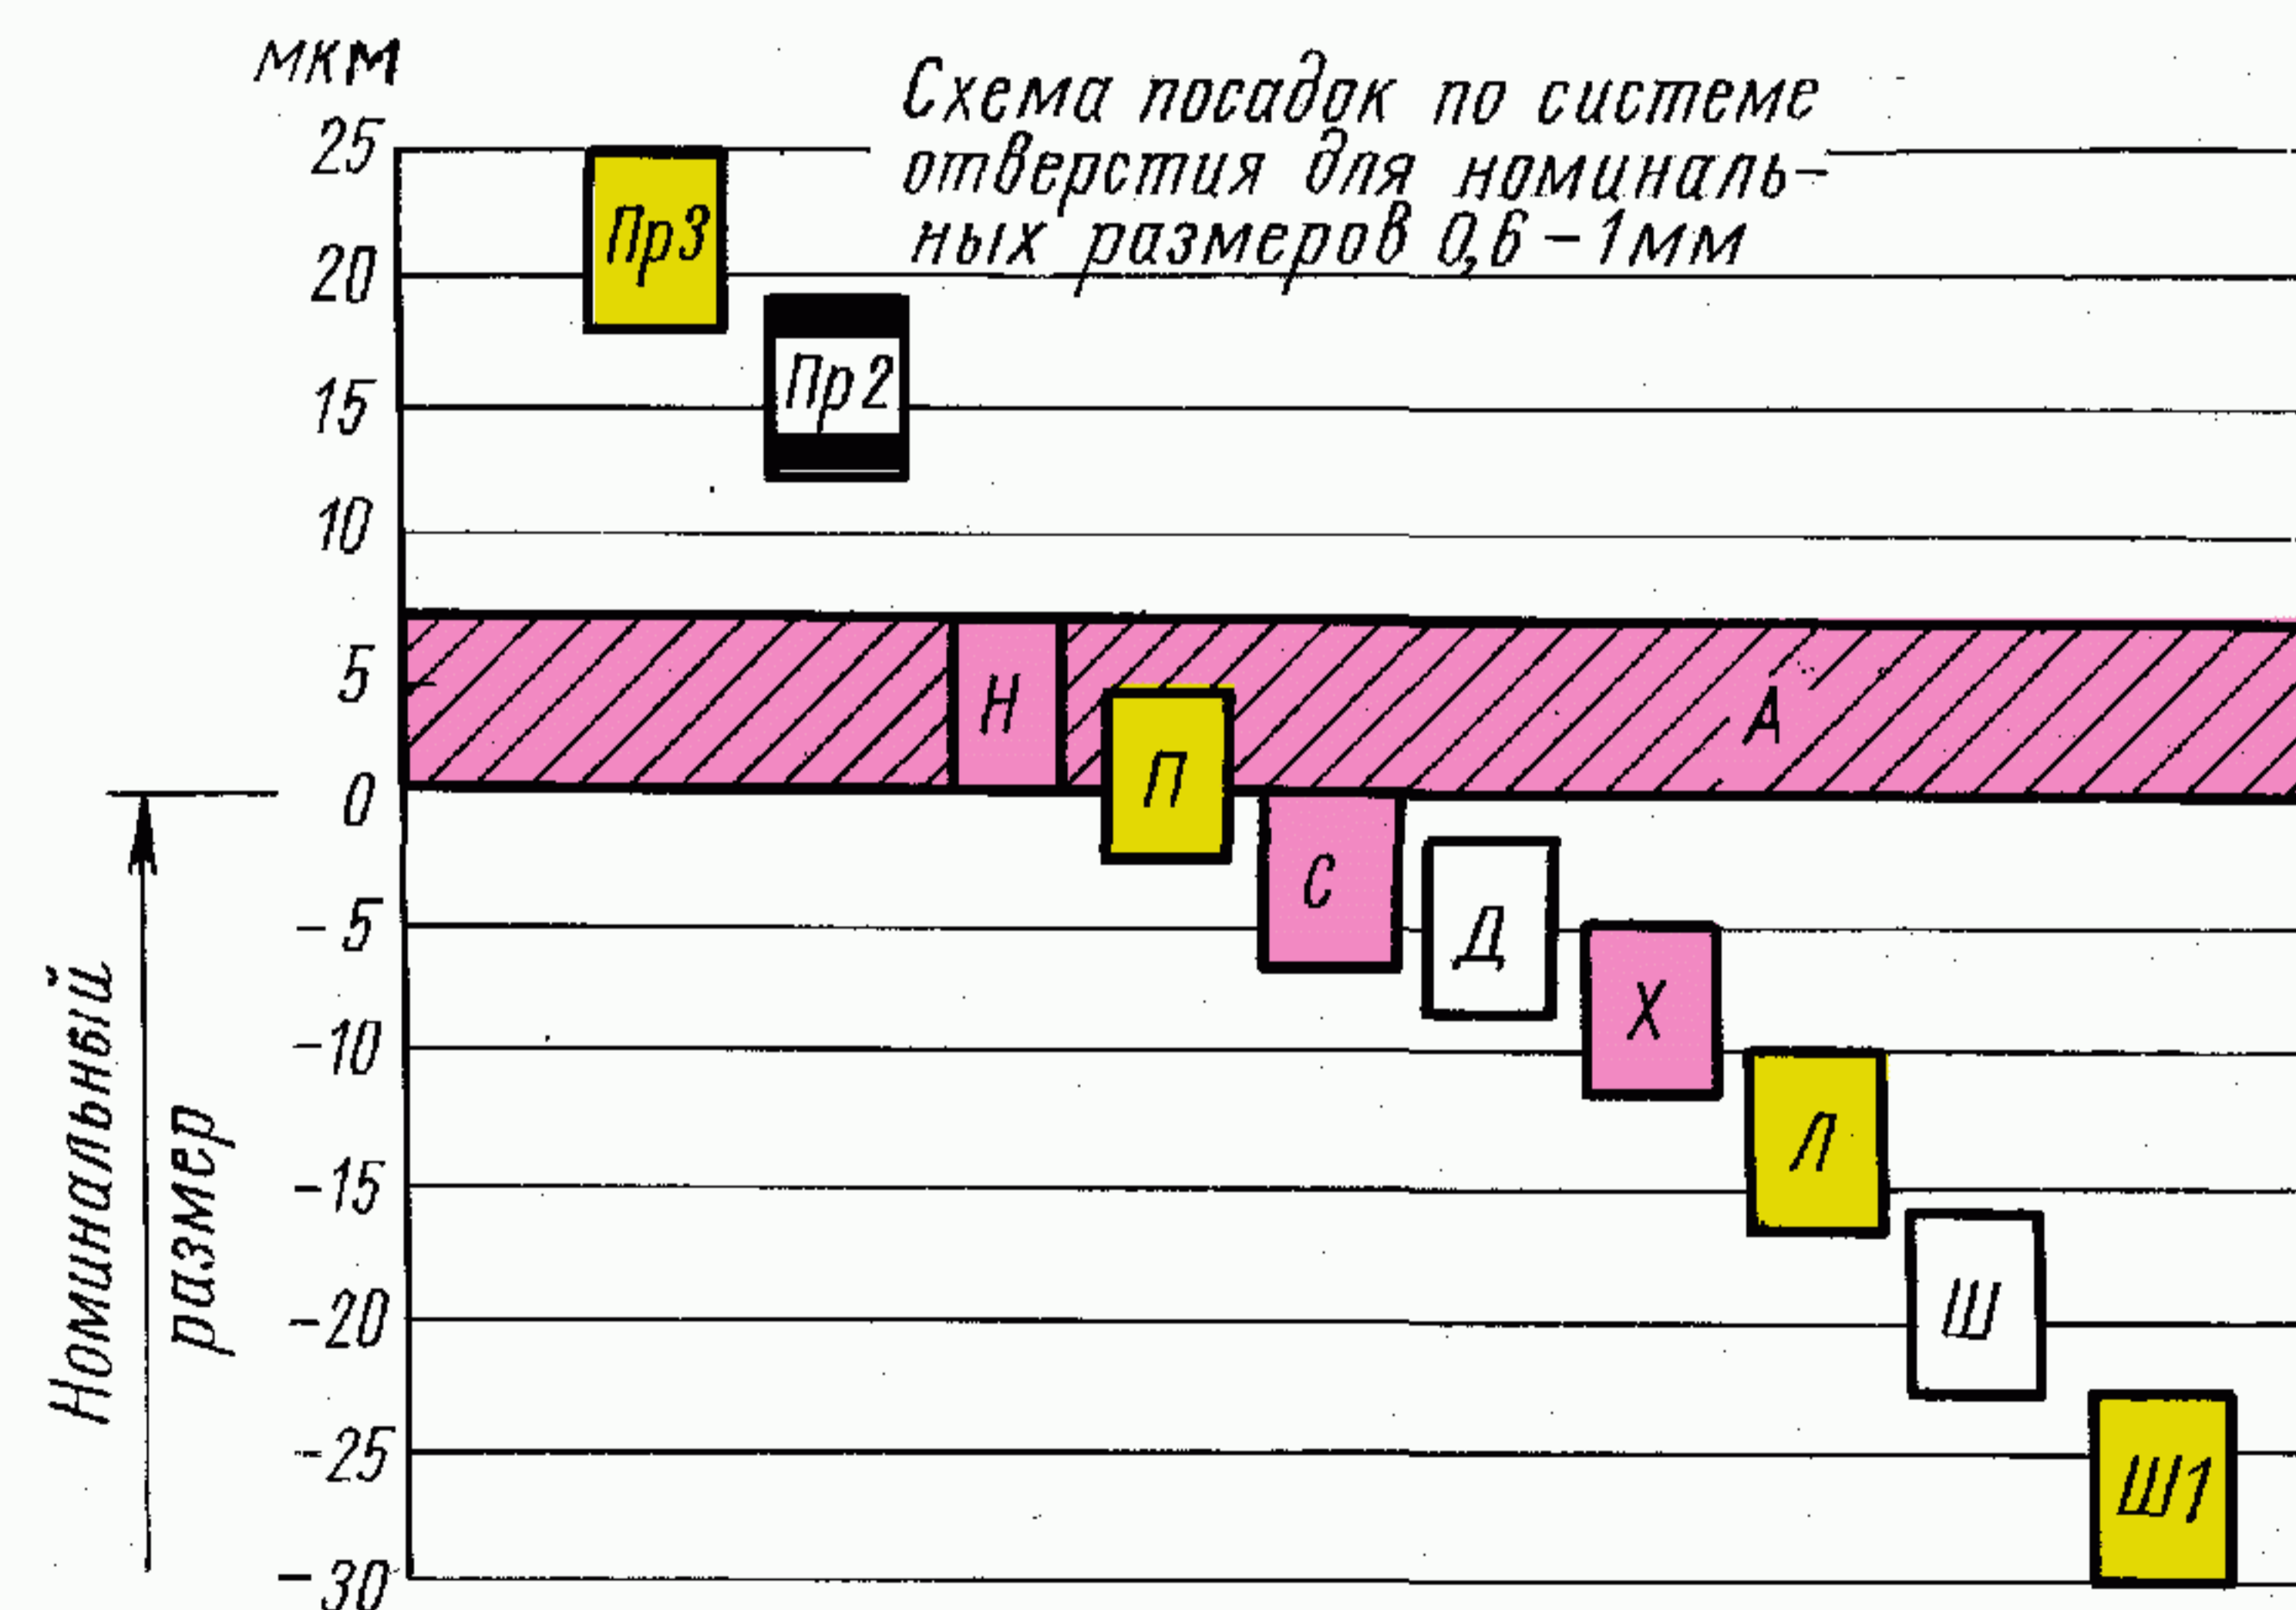 мкм
Схема посадок по системе
отверстия для номиналь-
ных размеров 0,6-1мм
25
20
15
10
5
0
-5
-10
-15
-20
-25
-30
Пр3
Пр2
Н
П
А
С
Д
Х
Л
Ш
Ш1
Номинальный
размер